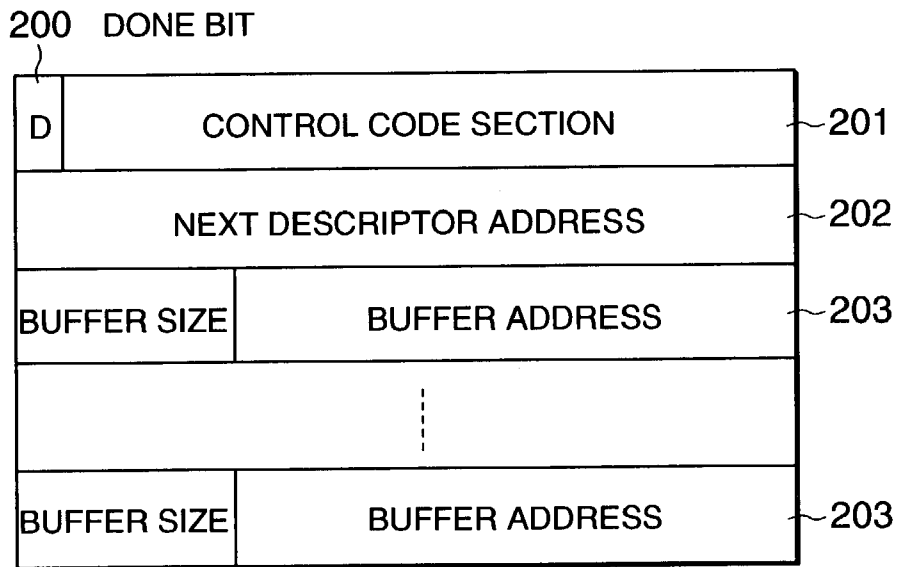 200 DONE BIT
D CONTROL CODE SECTION 201
NEXT DESCRIPTOR ADDRESS 202
BUFFER SIZE BUFFER ADDRESS 203
BUFFER SIZE BUFFER ADDRESS 203